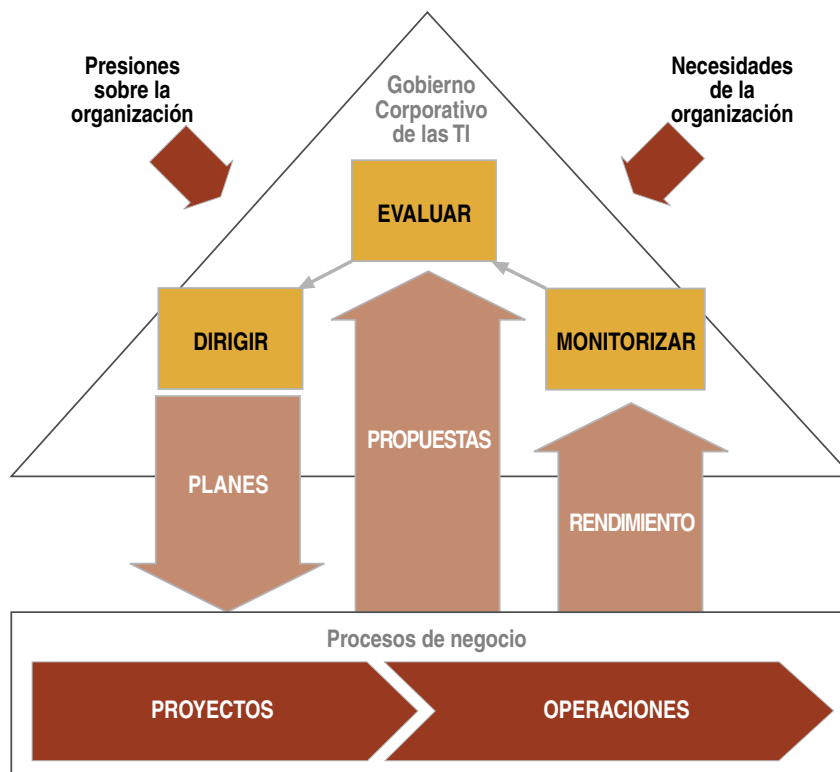 Presiones
sobre la
organización
Gobierno
Corporativo
de las TI
Necesidades
de la
organización
EVALUAR
DIRIGIR
MONITORIZAR
PROPUESTAS
PLANES
RENDIMIENTO
Procesos de negocio
PROYECTOS
OPERACIONES